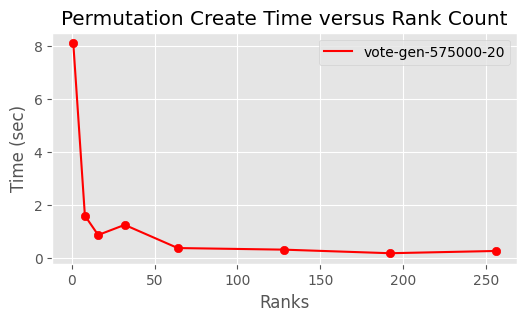 Permutation Create Time versus Rank Count
vote-gen-575000-20
Time (sec)
8
6
4
2
0
0 50 100 150 200 250
Ranks